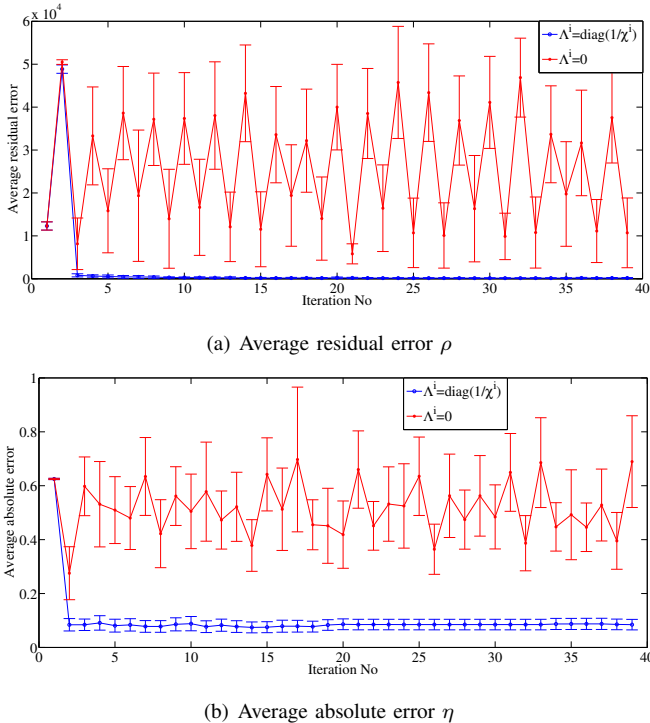 x 10^4
6
5
4
3
2
1
0
0 5 10 15 20 25 30 35 40
Average residual error
Iteration No
Λ^i=diag(1/χ^i)
Λ^i=0
(a) Average residual error ρ
1
0.8
0.6
0.4
0.2
0
0 5 10 15 20 25 30 35 40
Average absolute error
Iteration No
Λ^i=diag(1/χ^i)
Λ^i=0
(b) Average absolute error η